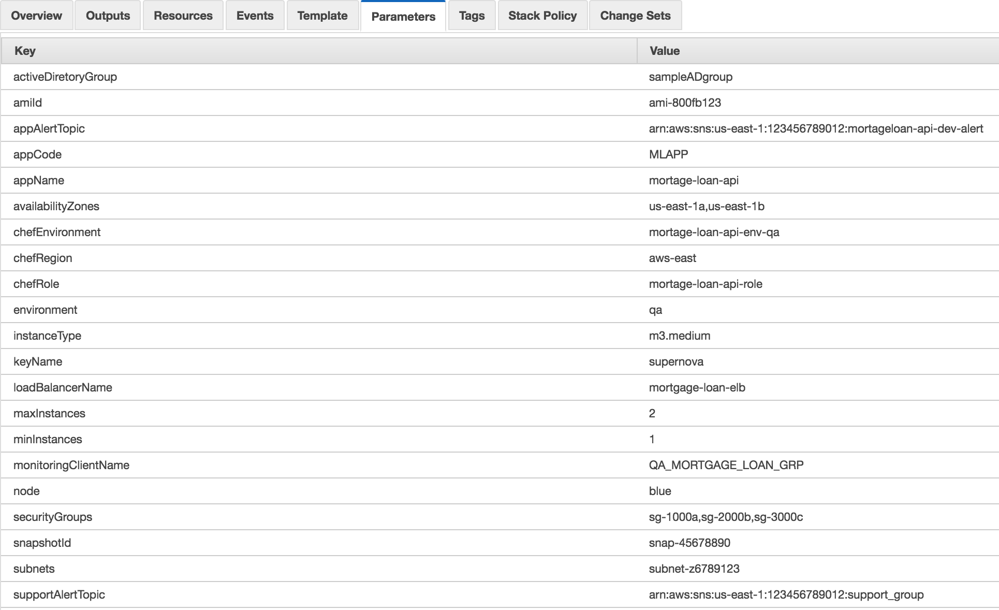 Overview Outputs Resources Events Template Parameters Tags Stack Policy Change Sets
Key Value
activeDiretoryGroup sampleADgroup
amiId ami-800fb123
appAlertTopic arn:aws:sns:us-east-1:123456789012:mortageloan-api-dev-alert
appCode MLAPP
appName mortage-loan-api
availabilityZones us-east-1a,us-east-1b
chefEnvironment mortage-loan-api-env-qa
chefRegion aws-east
chefRole mortage-loan-api-role
environment qa
instanceType m3.medium
keyName supernova
loadBalancerName mortgage-loan-elb
maxInstances 2
minInstances 1
monitoringClientName QA_MORTGAGE_LOAN_GRP
node blue
securityGroups sg-1000a,sg-2000b,sg-3000c
snapshotId snap-45678890
subnets subnet-z6789123
supportAlertTopic arn:aws:sns:us-east-1:123456789012:support_group